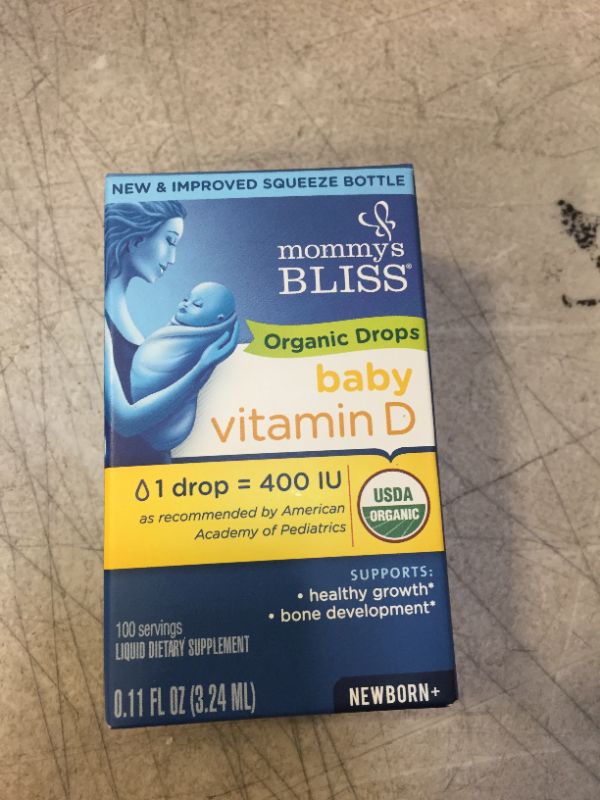 NEW & IMPROVED SQUEEZE BOTTLE
mommy's
BLISS®
Organic Drops
baby
vitamin D
1 drop = 400 IU
as recommended by American
Academy of Pediatrics
USDA
ORGANIC
SUPPORTS:
• healthy growth*
• bone development*
100 servings
LIQUID DIETARY SUPPLEMENT
0.11 FL OZ (3.24 ML)
NEWBORN+